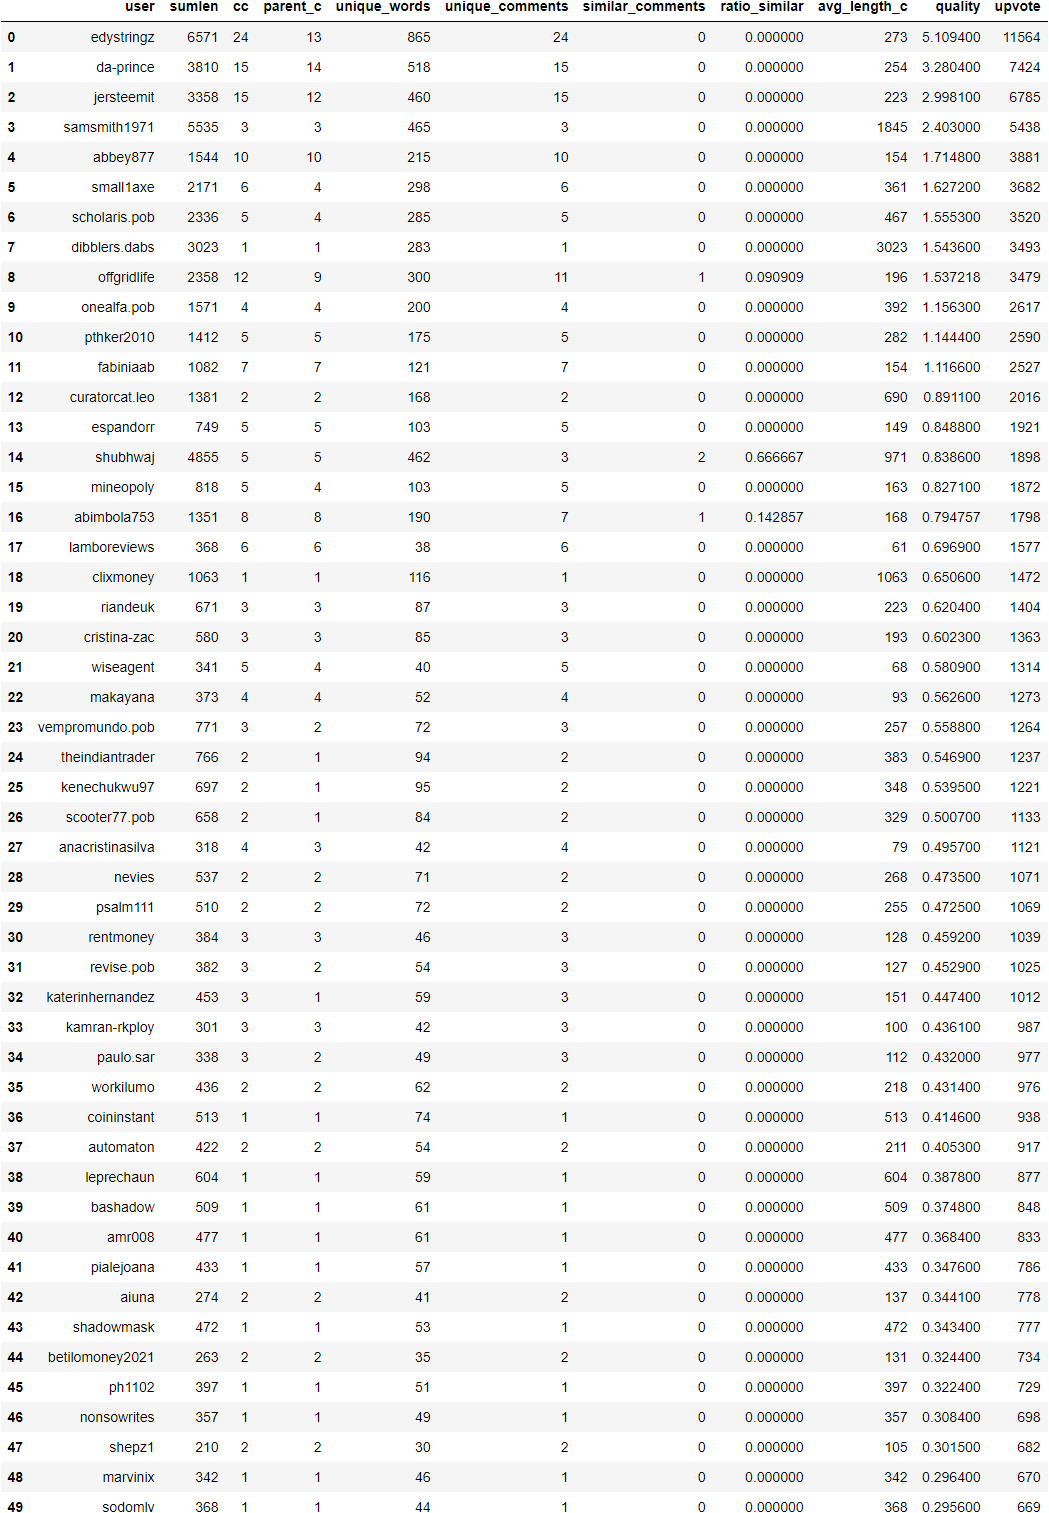 user sumlen cc parent_c unique_words unique_comments similar_comments ratio_similar avg_length_c quality upvote
0 edystringz 6571 24 13 865 24 0 0.000000 273 5.109400 11564
1 da-prince 3810 15 14 518 15 0 0.000000 254 3.280400 7424
2 jersteemit 3358 15 12 460 15 0 0.000000 223 2.998100 6785
3 samsmith1971 5535 3 3 465 3 0 0.000000 1845 2.403000 5438
4 abbey877 1544 10 10 215 10 0 0.000000 154 1.714800 3881
5 small1axe 2171 6 4 298 6 0 0.000000 361 1.627200 3682
6 scholaris.pob 2336 5 4 285 5 0 0.000000 467 1.555300 3520
7 dibblers.dabs 3023 1 1 283 1 0 0.000000 3023 1.543600 3493
8 offgridlife 2358 12 9 300 11 1 0.090909 196 1.537218 3479
9 onealfa.pob 1571 4 4 200 4 0 0.000000 392 1.156300 2617
10 pthker2010 1412 5 5 175 5 0 0.000000 282 1.144400 2590
11 fabiniaab 1082 7 7 121 7 0 0.000000 154 1.116600 2527
12 curatorcat.leo 1381 2 2 168 2 0 0.000000 690 0.891100 2016
13 espandorr 749 5 5 103 5 0 0.000000 149 0.848800 1921
14 shubhwaj 4855 5 5 462 3 2 0.666667 971 0.838600 1898
15 mineopoly 818 5 4 103 5 0 0.000000 163 0.827100 1872
16 abimbola753 1351 8 8 190 7 1 0.142857 168 0.794757 1798
17 lamboreviews 368 6 6 38 6 0 0.000000 61 0.696900 1577
18 clixmoney 1063 1 1 116 1 0 0.000000 1063 0.650600 1472
19 riandeuk 671 3 3 87 3 0 0.000000 223 0.620400 1404
20 cristina-zac 580 3 3 85 3 0 0.000000 193 0.602300 1363
21 wiseagent 341 5 4 40 5 0 0.000000 68 0.580900 1314
22 makayana 373 4 4 52 4 0 0.000000 93 0.562600 1273
23 vempromundo.pob 771 3 2 72 3 0 0.000000 257 0.558800 1264
24 theindiantrader 766 2 1 94 2 0 0.000000 383 0.546900 1237
25 kenechukwu97 697 2 1 95 2 0 0.000000 348 0.539500 1221
26 scooter77.pob 658 2 1 84 2 0 0.000000 329 0.500700 1133
27 anacristinasilva 318 4 3 42 4 0 0.000000 79 0.495700 1121
28 nevies 537 2 2 71 2 0 0.000000 268 0.473500 1071
29 psalm111 510 2 2 72 2 0 0.000000 255 0.472500 1069
30 rentmoney 384 3 3 46 3 0 0.000000 128 0.459200 1039
31 revise.pob 382 3 2 54 3 0 0.000000 127 0.452900 1025
32 katerinhernandez 453 3 1 59 3 0 0.000000 151 0.447400 1012
33 kamran-rkploy 301 3 3 42 3 0 0.000000 100 0.436100 987
34 paulo.sar 338 3 2 49 3 0 0.000000 112 0.432000 977
35 workilumo 436 2 2 62 2 0 0.000000 218 0.431400 976
36 coininstant 513 1 1 74 1 0 0.000000 513 0.414600 938
37 automaton 422 2 2 54 2 0 0.000000 211 0.405300 917
38 leprechaun 604 1 1 59 1 0 0.000000 604 0.387800 877
39 bashadow 509 1 1 61 1 0 0.000000 509 0.374800 848
40 amr008 477 1 1 61 1 0 0.000000 477 0.368400 833
41 pialejoana 433 1 1 57 1 0 0.000000 433 0.347600 786
42 aiuna 274 2 2 41 2 0 0.000000 137 0.344100 778
43 shadowmask 472 1 1 53 1 0 0.000000 472 0.343400 777
44 betilomoney2021 263 2 2 35 2 0 0.000000 131 0.324400 734
45 ph1102 397 1 1 51 1 0 0.000000 397 0.322400 729
46 nonsowrites 357 1 1 49 1 0 0.000000 357 0.308400 698
47 shepz1 210 2 2 30 2 0 0.000000 105 0.301500 682
48 marvinix 342 1 1 46 1 0 0.000000 342 0.296400 670
49 sodomlv 368 1 1 44 1 0 0.000000 368 0.295600 669